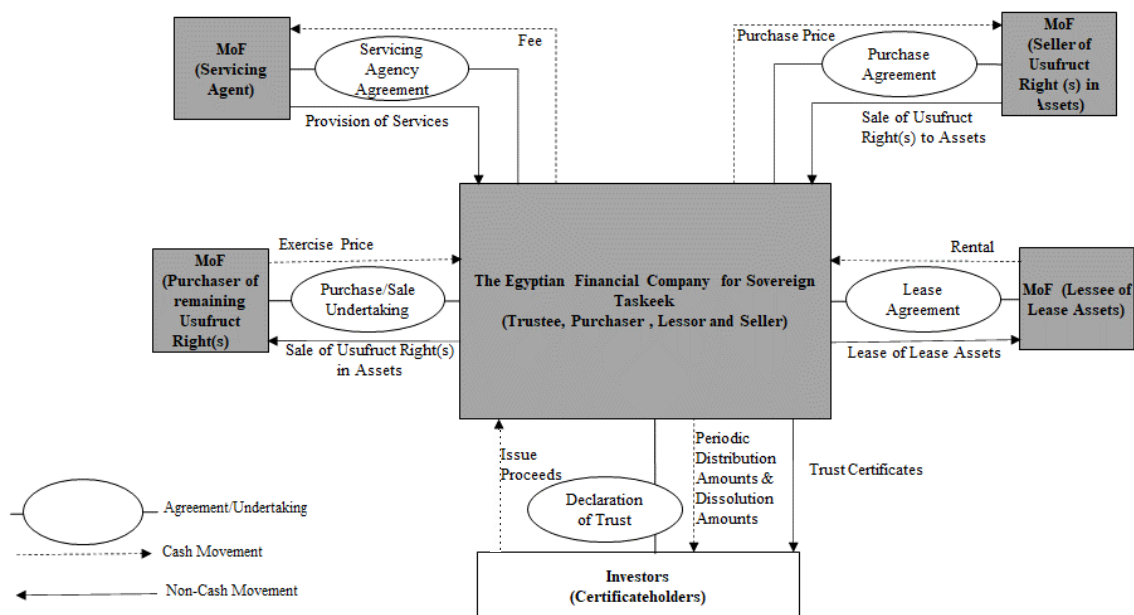 MoF
(Servicing
Agent)
Fee
Servicing
Agency
Agreement
Provision of Services
Purchase Price
Purchase
Agreement
MoF
(Seller of
Usufruct
Right (s) in
Assets)
Sale of Usufruct
Right(s) to Assets
MoF
(Purchaser of
remaining
Usufruct
Right(s)
Exercise Price
Purchase/Sale
Undertaking
Sale of Usufruct Right(s)
in Assets
The Egyptian Financial Company for Sovereign
Taskeek
(Trustee, Purchaser , Lessor and Seller)
Rental
Lease
Agreement
Lease of Lease Assets
MoF (Lessee of
Lease Assets)
Issue
Proceeds
Declaration
of Trust
Periodic
Distribution
Amounts &
Dissolution
Amounts
Trust Certificates
Agreement/Undertaking
Cash Movement
Non-Cash Movement
Investors
(Certificateholders)